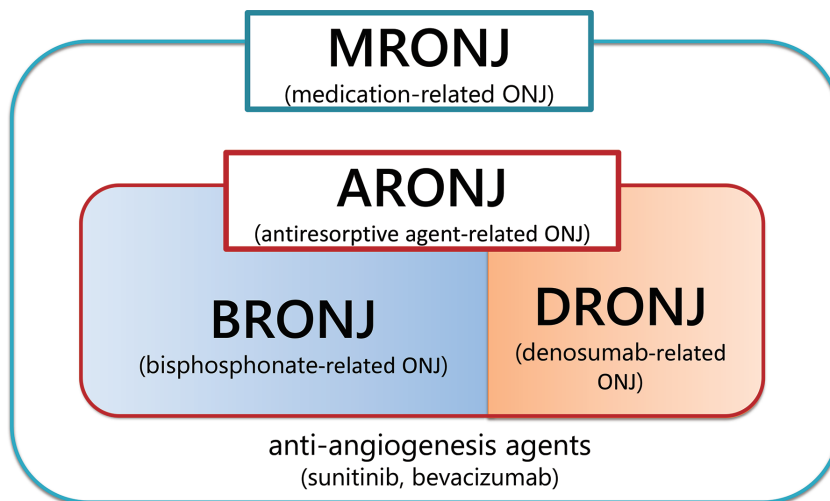 MRONJ
(medication-related ONJ)
ARONJ
(antiresorptive agent-related ONJ)
BRONJ
(bisphosphonate-related ONJ)
DRONJ
(denosumab-related
ONJ)
anti-angiogenesis agents
(sunitinib, bevacizumab)